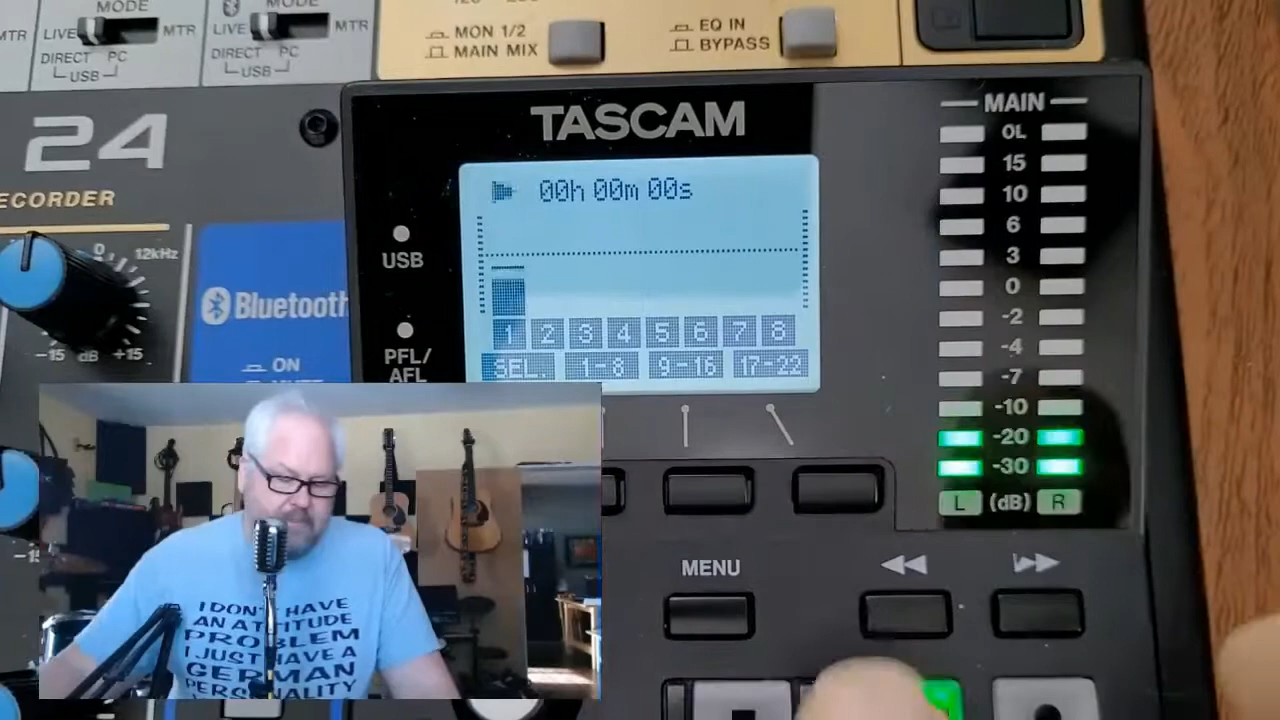 MODE
MODE
MTR
LIVE
MTR
LIVE
MTR
DIRECT PC
DIRECT PC
USB
USB
MON 1/2
MAIN MIX
EQ IN
BYPASS
24
ECORDER
TASCAM
00h 00m 00s
1 2 3 4 5 6 7 8
SEL. 1-8 9-16 17-22
USB
PFL/
AFL
0
12kHz
-15 dB +15
Bluetooth
ON
MAIN
OL
15
10
6
3
0
-2
-4
-7
-10
-20
-30
L (dB) R
MENU
I DON'T HAVE
AN ATTITUDE
PROBLEM
I JUST HAVE A
GERMAN
PERSONALITY